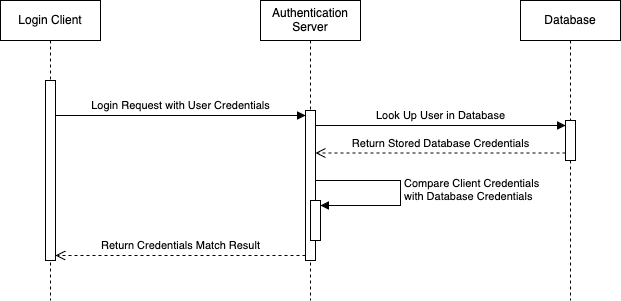 Login Client
Authentication
Server
Database
Login Request with User Credentials
Look Up User in Database
Return Stored Database Credentials
Compare Client Credentials
with Database Credentials
Return Credentials Match Result